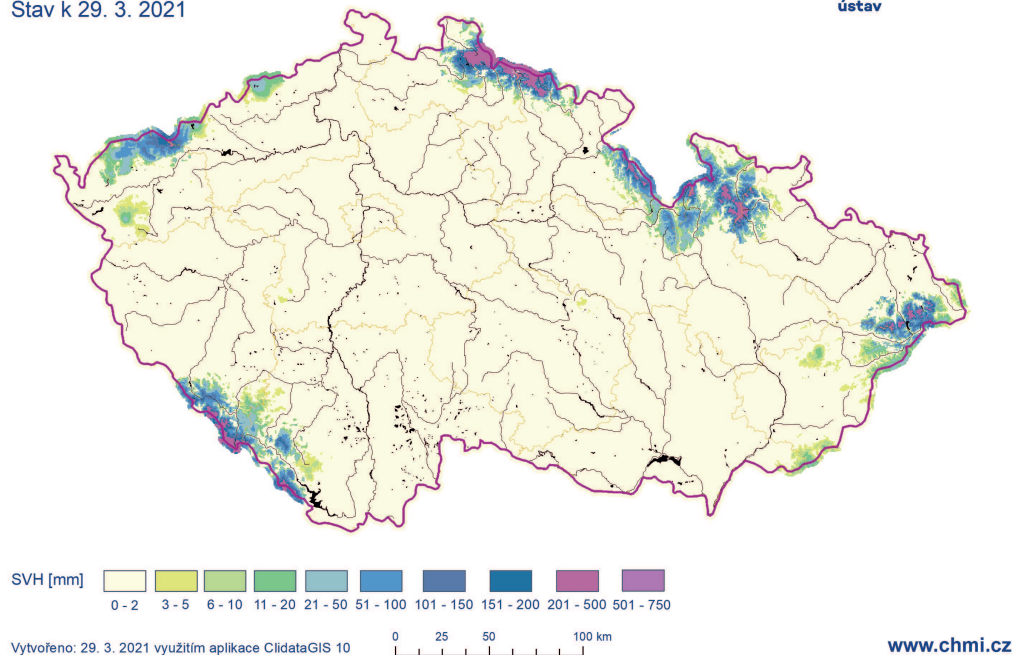 Stav k 29. 3. 2021
ústav
SVH [mm]
0 - 2 3 - 5 6 - 10 11 - 20 21 - 50 51 - 100 101 - 150 151 - 200 201 - 500 501 - 750
0 25 50 100 km
Vytvořeno: 29. 3. 2021 využitím aplikace ClidataGIS 10
www.chmi.cz